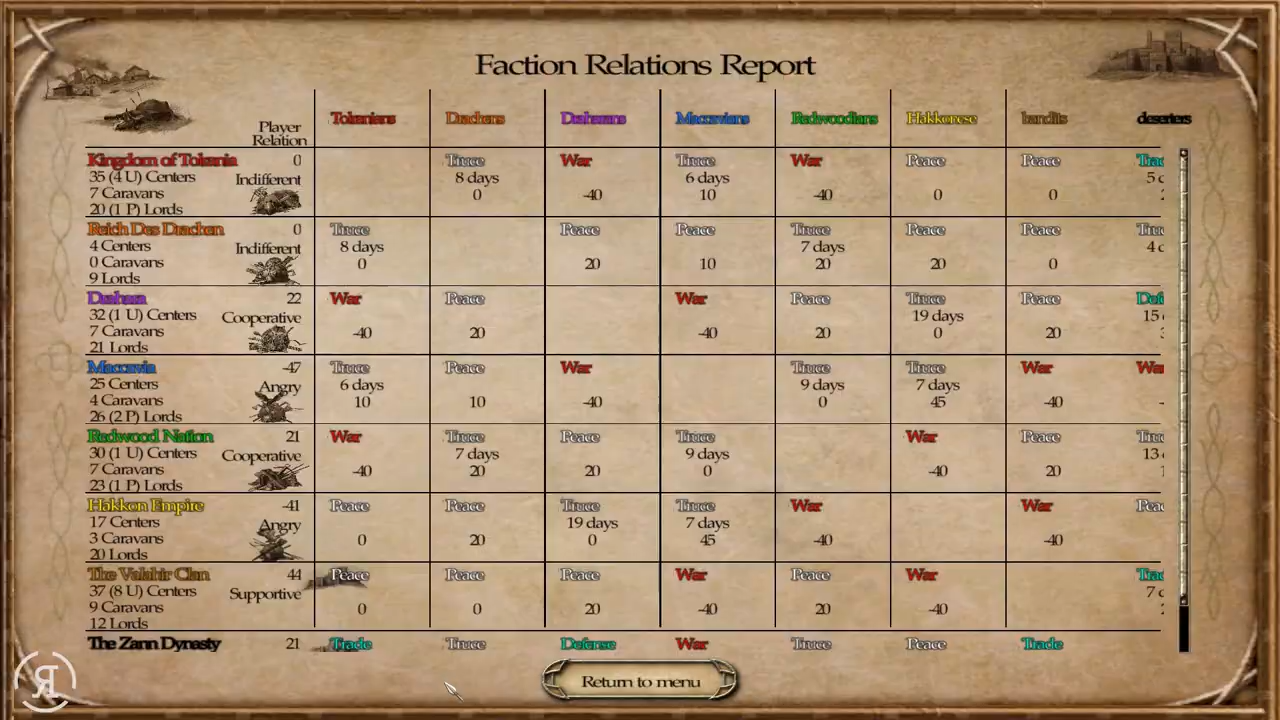 Faction Relations Report
Player Relation Tokanians Drachens Draharans Maccavians Redwoodians Hakkonese bandits deserters
Kingdom of Tokania 0 Truce War Truce War Peace Peace
35 (4 U) Centers Indifferent 8 days 6 days
7 Caravans 0 -40 10 -40 0 0
20 (1 P) Lords
Reich Des Drachen 0 Truce Peace Peace Truce Peace Peace
4 Centers Indifferent 8 days 7 days
0 Caravans 0 20 10 20 20 0
9 Lords
Drahara 22 War Peace War Peace Truce Peace
32 (1 U) Centers Cooperative 19 days
7 Caravans -40 20 -40 20 0 20
21 Lords
Maccavia -47 Truce Peace War Truce Truce War
25 Centers Angry 6 days 9 days 7 days
4 Caravans 10 10 -40 0 45 -40
26 (2 P) Lords
Redwood Nation 21 War Truce Peace Truce War Peace
30 (1 U) Centers Cooperative 7 days 9 days
7 Caravans -40 20 20 0 -40 20
23 (1 P) Lords
Hakkon Empire -41 Peace Peace Truce Truce War War
17 Centers Angry 19 days 7 days
3 Caravans 0 20 0 45 -40 -40
20 Lords
The Valahir Clan 44 Peace Peace Peace War Peace War
37 (8 U) Centers Supportive
9 Caravans 0 0 20 -40 20 -40
12 Lords
The Zann Dynasty 21 Trade Truce Defense War Truce Peace Trade
Return to menu